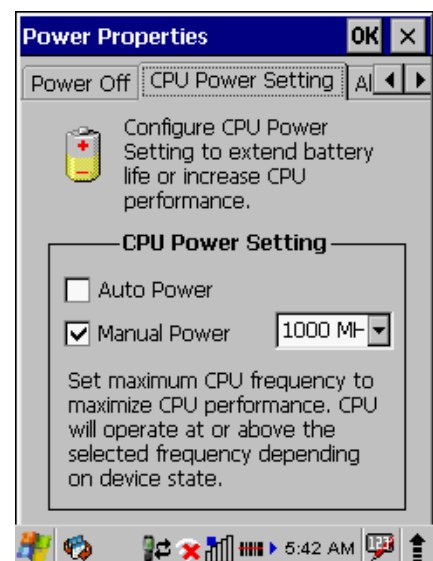 Power Properties OK ×
Power Off CPU Power Setting Al
Configure CPU Power
Setting to extend battery
life or increase CPU
performance.
CPU Power Setting
Auto Power
Manual Power 1000 MH
Set maximum CPU frequency to
maximize CPU performance. CPU
will operate at or above the
selected frequency depending
on device state.
5:42 AM